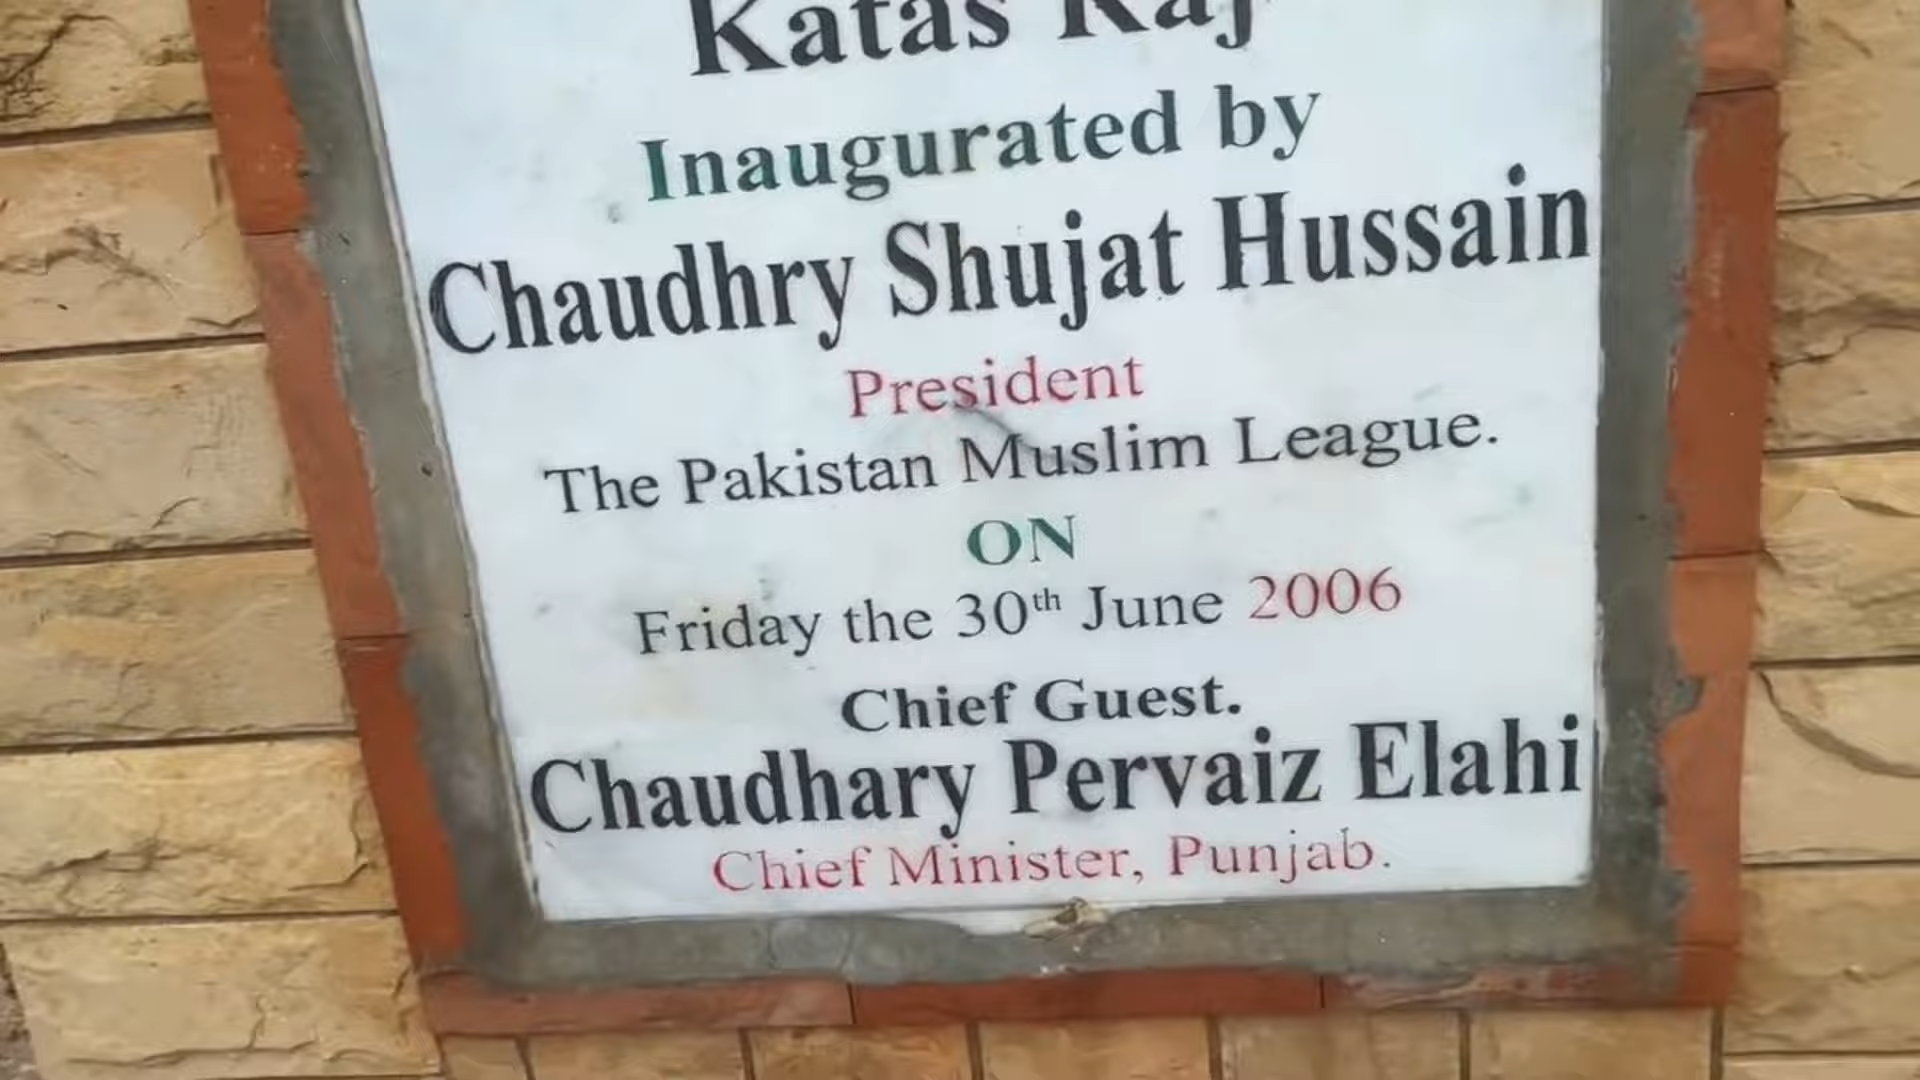 Katas Raj
Inaugurated by
Chaudhry Shujat Hussain
President
The Pakistan Muslim League.
ON
Friday the 30th June 2006
Chief Guest.
Chaudhary Pervaiz Elahi
Chief Minister, Punjab.